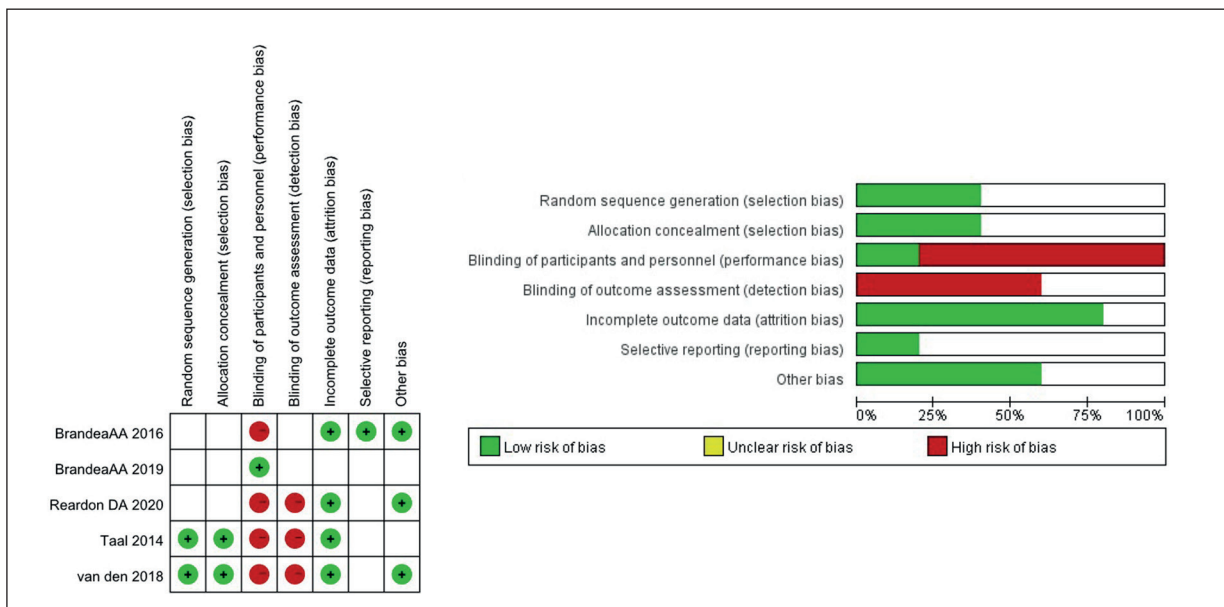 Random sequence generation (selection bias)
Allocation concealment (selection bias)
Blinding of participants and personnel (performance bias)
Blinding of outcome assessment (detection bias)
Incomplete outcome data (attrition bias)
Selective reporting (reporting bias)
Other bias
BrandeaAA 2016
BrandeaAA 2019
Reardon DA 2020
Taal 2014
van den 2018
Random sequence generation (selection bias)
Allocation concealment (selection bias)
Blinding of participants and personnel (performance bias)
Blinding of outcome assessment (detection bias)
Incomplete outcome data (attrition bias)
Selective reporting (reporting bias)
Other bias
0% 25% 50% 75% 100%
Low risk of bias Unclear risk of bias High risk of bias